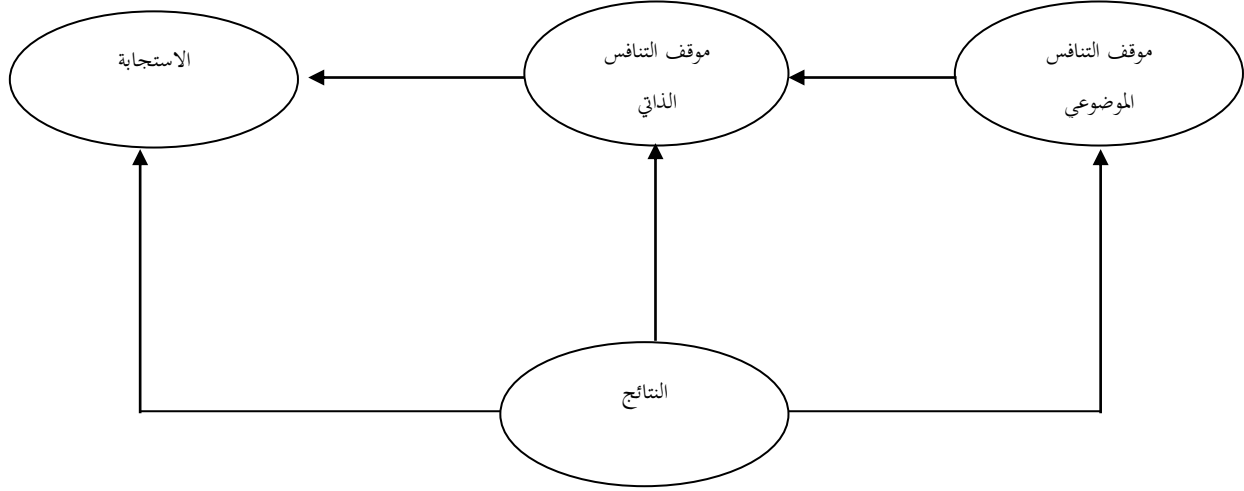 موقف التنافس
الموضوعي
موقف التنافس
الذاتي
الاستجابة
النتائج